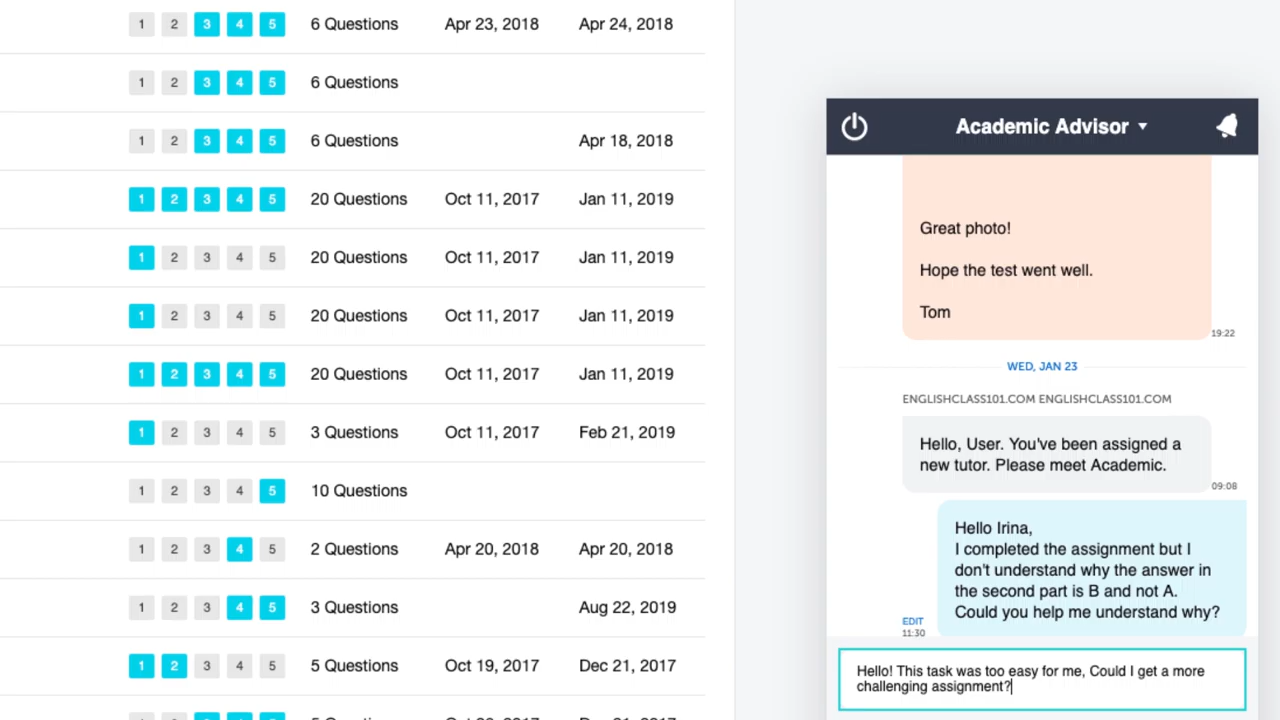 1 2 3 4 5 6 Questions Apr 23, 2018 Apr 24, 2018
1 2 3 4 5 6 Questions
1 2 3 4 5 6 Questions Apr 18, 2018
1 2 3 4 5 20 Questions Oct 11, 2017 Jan 11, 2019
1 2 3 4 5 20 Questions Oct 11, 2017 Jan 11, 2019
1 2 3 4 5 20 Questions Oct 11, 2017 Jan 11, 2019
1 2 3 4 5 20 Questions Oct 11, 2017 Jan 11, 2019
1 2 3 4 5 3 Questions Oct 11, 2017 Feb 21, 2019
1 2 3 4 5 10 Questions
1 2 3 4 5 2 Questions Apr 20, 2018 Apr 20, 2018
1 2 3 4 5 3 Questions Aug 22, 2019
1 2 3 4 5 5 Questions Oct 19, 2017 Dec 21, 2017
Academic Advisor
Great photo!
Hope the test went well.
Tom
19:22
WED, JAN 23
ENGLISHCLASS101.COM ENGLISHCLASS101.COM
Hello, User. You've been assigned a
new tutor. Please meet Academic.
09:08
Hello Irina,
I completed the assignment but I
don't understand why the answer in
the second part is B and not A.
Could you help me understand why?
EDIT
11:30
Hello! This task was too easy for me, Could I get a more
challenging assignment?